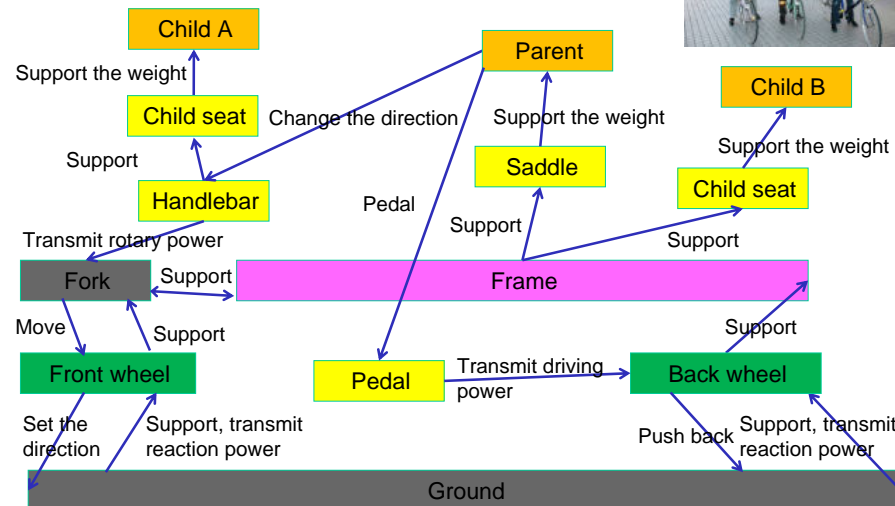 Child A
Parent
Support the weight
Child B
Child seat
Change the direction
Support the weight
Support the weight
Support
Saddle
Child seat
Handlebar
Pedal
Support
Support
Transmit rotary power
Fork
Support
Frame
Move
Support
Support
Front wheel
Pedal
Transmit driving
power
Back wheel
Set the
direction
Support, transmit
reaction power
Push back
Support, transmit
reaction power
Ground